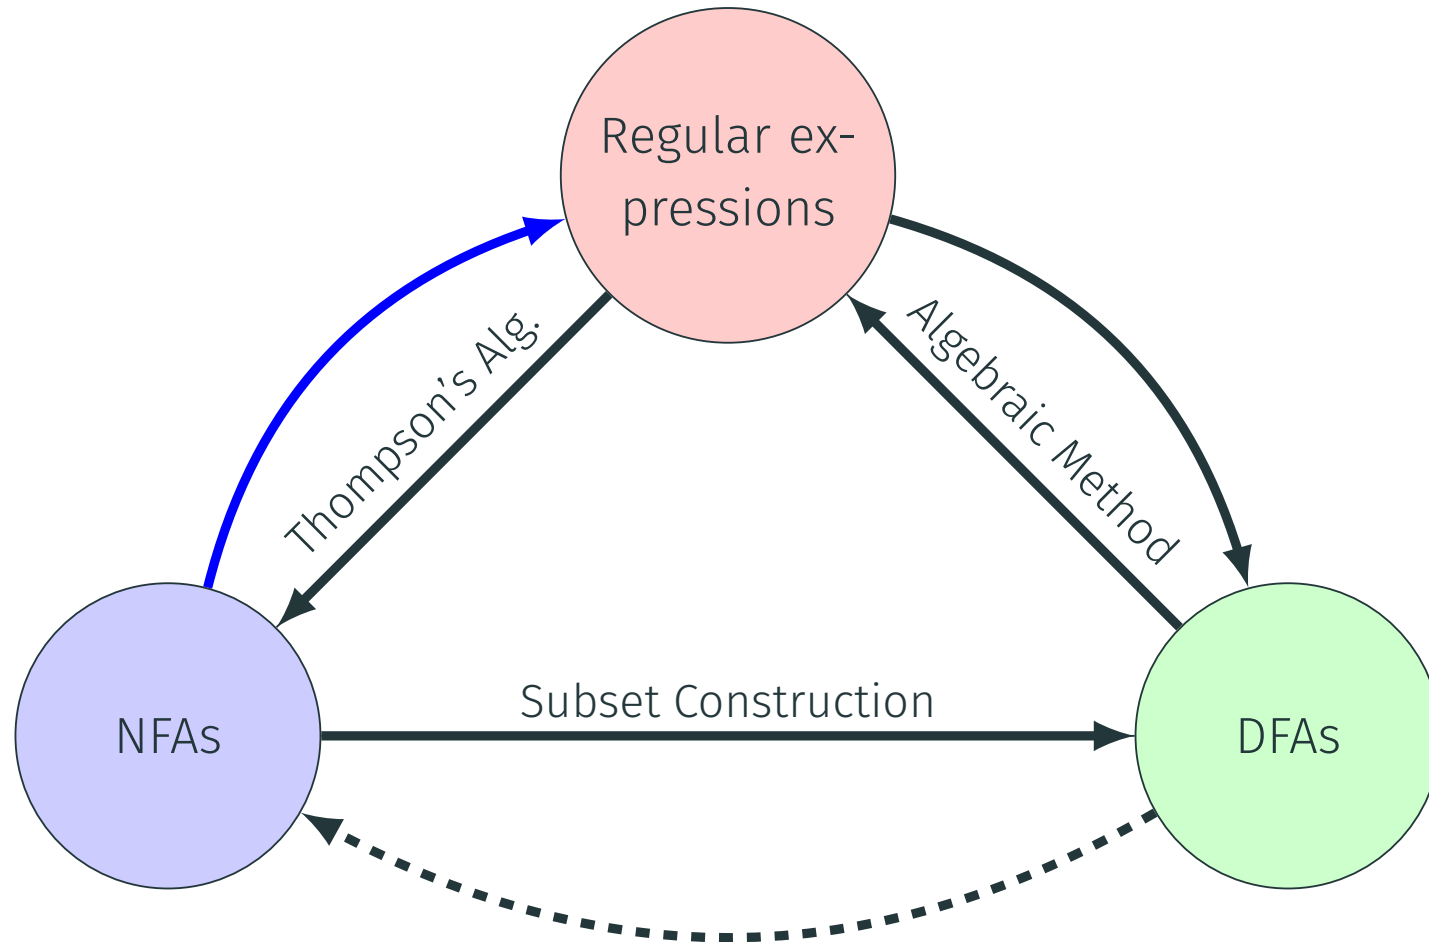 Regular ex-
pressions
Thompson's Alg.
Algebraic Method
Subset Construction
NFAs
DFAs